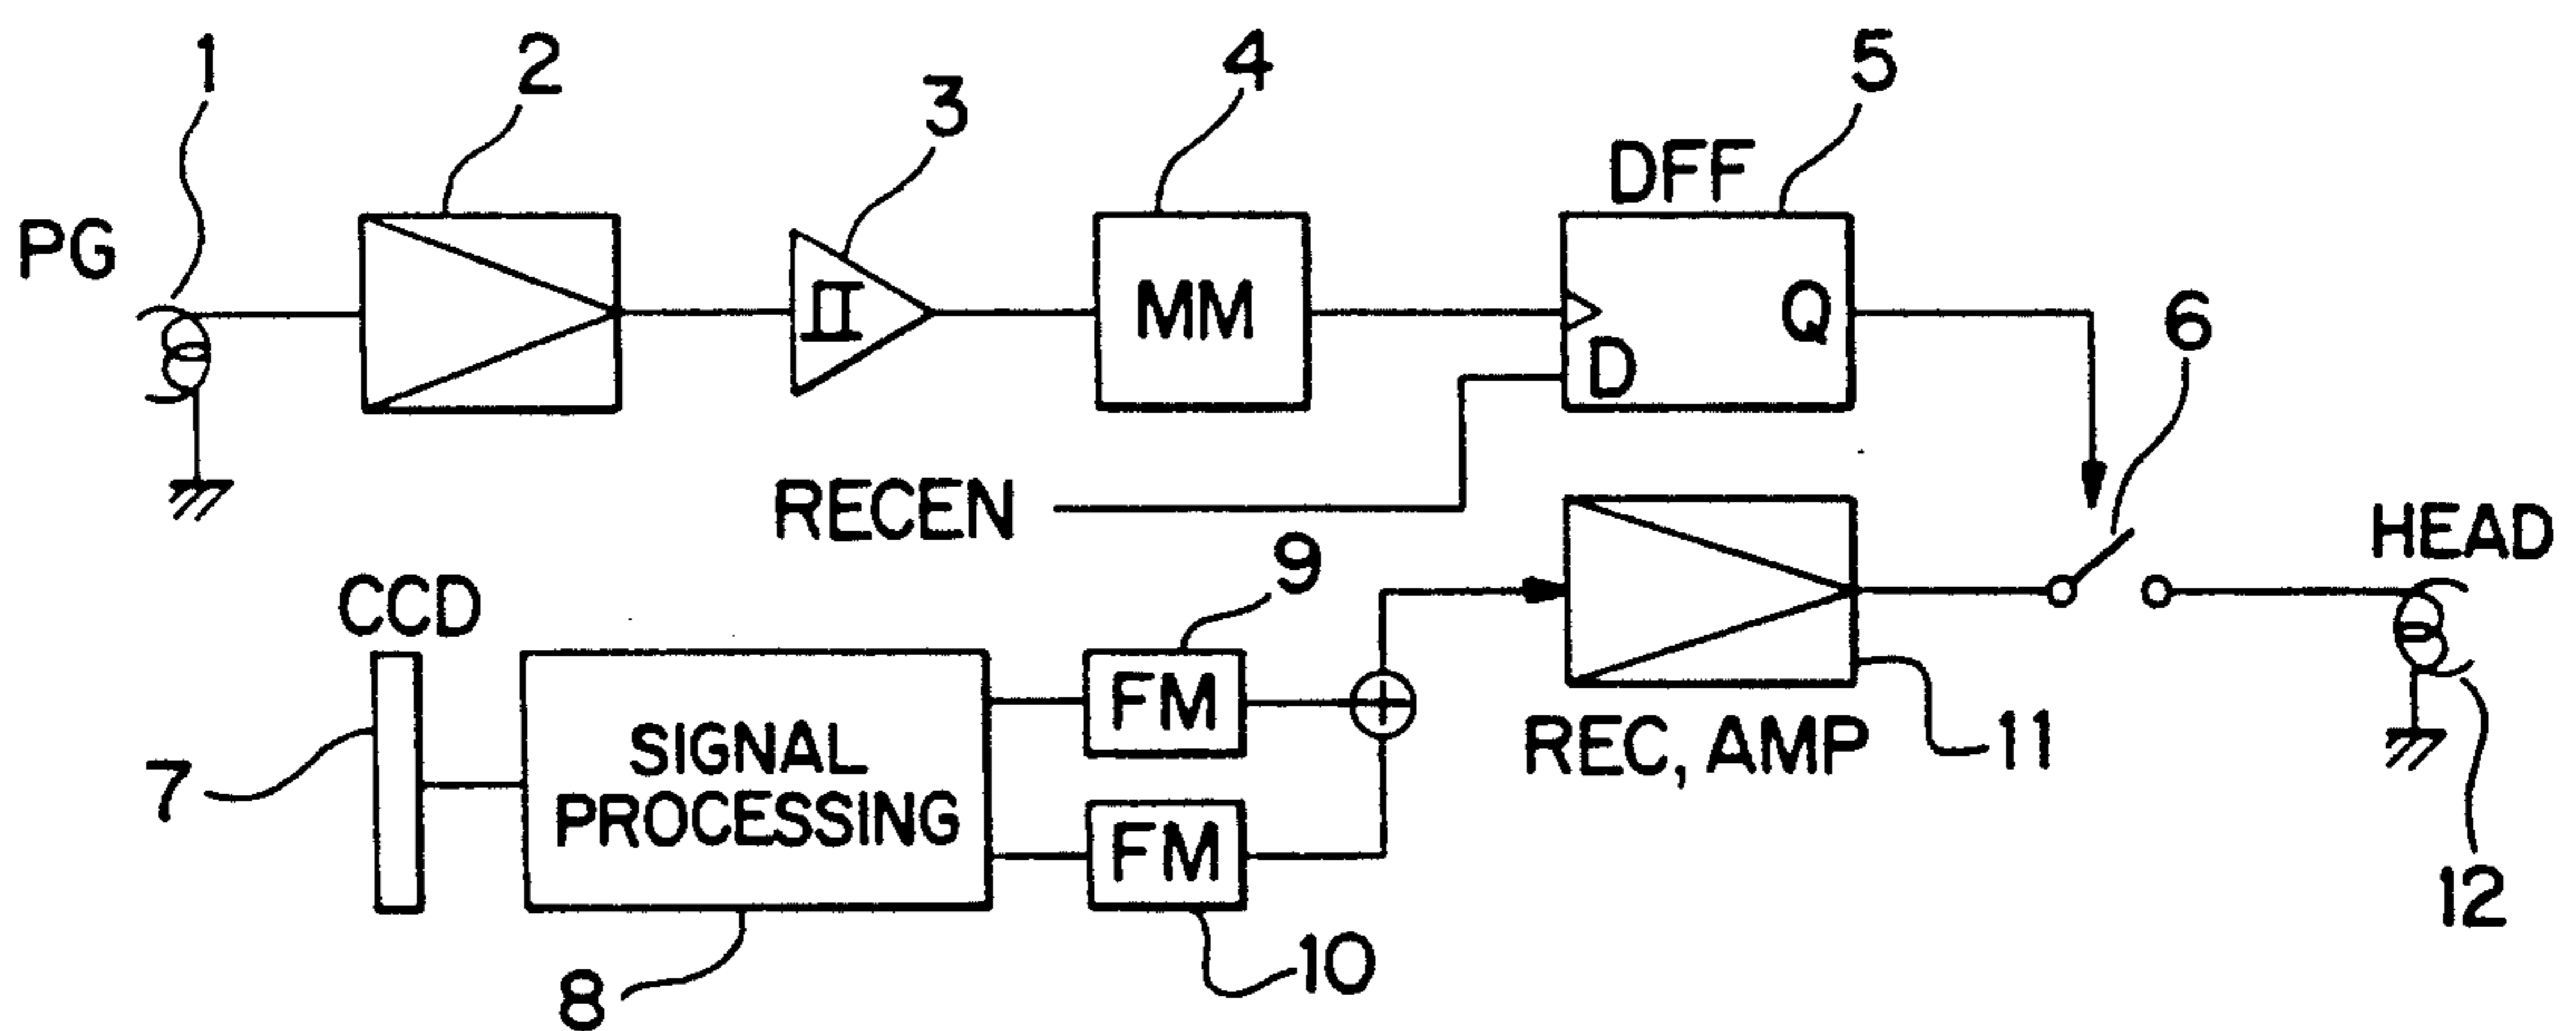 1
2
3
4
5
PG
DFF
MM
Q
D
6
RECEN
HEAD
CCD
9
FM
SIGNAL
PROCESSING
REC, AMP
11
7
FM
12
8
10